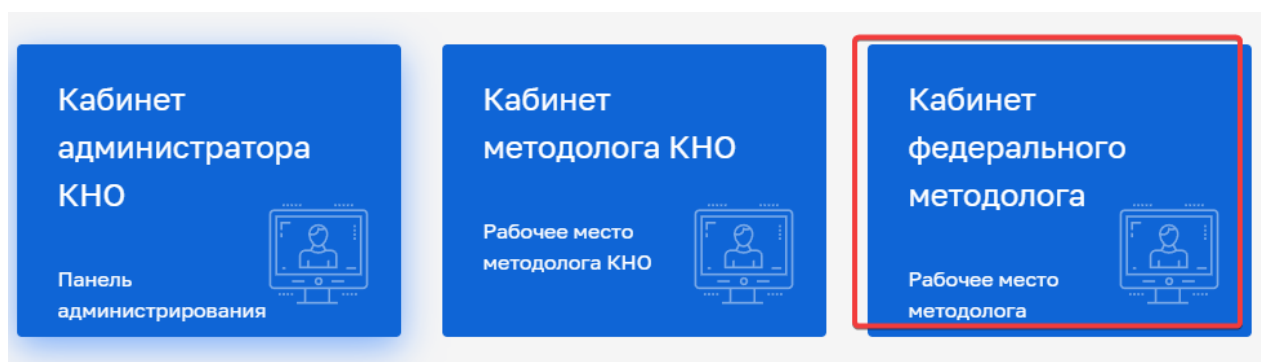 Кабинет
администратора
КНО
Панель
администрирования
Кабинет
методолога КНО
Рабочее место
методолога КНО
Кабинет
федерального
методолога
Рабочее место
методолога